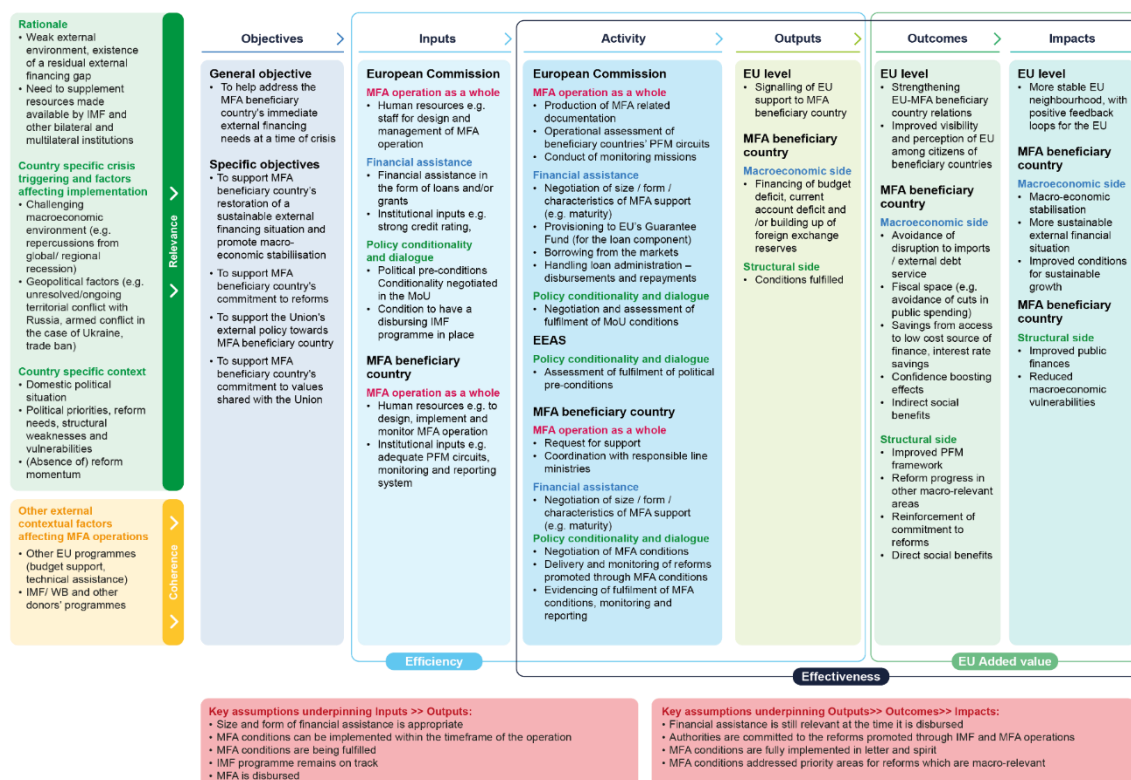 Rationale
• Weak external
environment, existence
of a residual external
financing gap
• Need to supplement
resources made
available by IMF and
other bilateral and
multilateral institutions
Country specific crisis
triggering and factors
affecting implementation
• Challenging
macroeconomic
environment (e.g.
repercussions from
global/ regional
recession)
• Geopolitical factors (e.g.
unresolved/ongoing
territorial conflict with
Russia, armed conflict
in the case of Ukraine,
trade ban)
Country specific context
• Domestic political
situation
• Political priorities, reform
needs, structural
weaknesses and
vulnerabilities
• (Absence of) reform
momentum
Relevance
Other external
contextual factors
affecting MFA operations
• Other EU programmes
(budget support,
technical assistance)
• IMF/ WB and other
donors' programmes
Coherence
Objectives
General objective
• To help address the
MFA beneficiary
country's immediate
external financing
needs at a time of crisis
Specific objectives
• To support MFA
beneficiary country's
restoration of a
sustainable external
financing situation and
promote macro-
economic stabilisation
• To support MFA
beneficiary country's
commitment to reforms
• To support the Union's
external policy towards
MFA beneficiary country
• To support MFA
beneficiary country's
commitment to values
shared with the Union
Inputs
European Commission
MFA operation as a whole
• Human resources e.g.
staff for design and
management of MFA
operation
Financial assistance
• Financial assistance in
the form of loans and/or
grants
• Institutional inputs e.g.
strong credit rating,
Policy conditionality
and dialogue
• Political pre-conditions
Conditionality negotiated
in the MoU
• Condition to have a
disbursing IMF
programme in place
MFA beneficiary
country
MFA operation as a whole
• Human resources e.g. to
design, implement and
monitor MFA operation
• Institutional inputs e.g.
adequate PFM circuits,
monitoring and reporting
system
Activity
European Commission
MFA operation as a whole
• Production of MFA related
documentation
• Operational assessment of
beneficiary countries' PFM circuits
• Conduct of monitoring missions
Financial assistance
• Negotiation of size / form /
characteristics of MFA support
(e.g. maturity)
• Provisioning to EU's Guarantee
Fund (for the loan component)
• Borrowing from the markets
• Handling loan administration –
disbursements and repayments
Policy conditionality and dialogue
• Negotiation and assessment of
fulfilment of MoU conditions
EEAS
Policy conditionality and dialogue
• Assessment of fulfilment of political
pre-conditions
MFA beneficiary country
MFA operation as a whole
• Request for support
• Coordination with responsible line
ministries
Financial assistance
• Negotiation of size / form /
characteristics of MFA support
(e.g. maturity)
Policy conditionality and dialogue
• Negotiation of MFA conditions
• Delivery and monitoring of reforms
promoted through MFA conditions
• Evidencing of fulfilment of MFA
conditions, monitoring and
reporting
Outputs
EU level
• Signalling of EU
support to MFA
beneficiary country
MFA beneficiary
country
Macroeconomic side
• Financing of budget
deficit, current
account deficit and
/or building up of
foreign exchange
reserves
Structural side
• Conditions fulfilled
Outcomes
EU level
• Strengthening
EU-MFA beneficiary
country relations
• Improved visibility
and perception of EU
among citizens of
beneficiary countries
MFA beneficiary
country
Macroeconomic side
• Avoidance of
disruption to imports
/ external debt
service
• Fiscal space (e.g.
avoidance of cuts in
public spending)
• Savings from access
to low cost source of
finance, interest rate
savings
• Confidence boosting
effects
• Indirect social
benefits
Structural side
• Improved PFM
framework
• Reform progress in
other macro-relevant
areas
• Reinforcement of
commitment to
reforms
• Direct social benefits
Impacts
EU level
• More stable EU
neighbourhood, with
positive feedback
loops for the EU
MFA beneficiary
country
Macroeconomic side
• Macro-economic
stabilisation
• More sustainable
external financial
situation
• Improved conditions
for sustainable
growth
MFA beneficiary
country
Structural side
• Improved public
finances
• Reduced
macroeconomic
vulnerabilities
Efficiency
EU Added value
Effectiveness
Key assumptions underpinning Inputs >> Outputs:
• Size and form of financial assistance is appropriate
• MFA conditions can be implemented within the timeframe of the operation
• MFA conditions are being fulfilled
• IMF programme remains on track
• MFA is disbursed
Key assumptions underpinning Outputs>> Outcomes>> Impacts:
• Financial assistance is still relevant at the time it is disbursed
• Authorities are committed to the reforms promoted through IMF and MFA operations
• MFA conditions are fully implemented in letter and spirit
• MFA conditions addressed priority areas for reforms which are macro-relevant